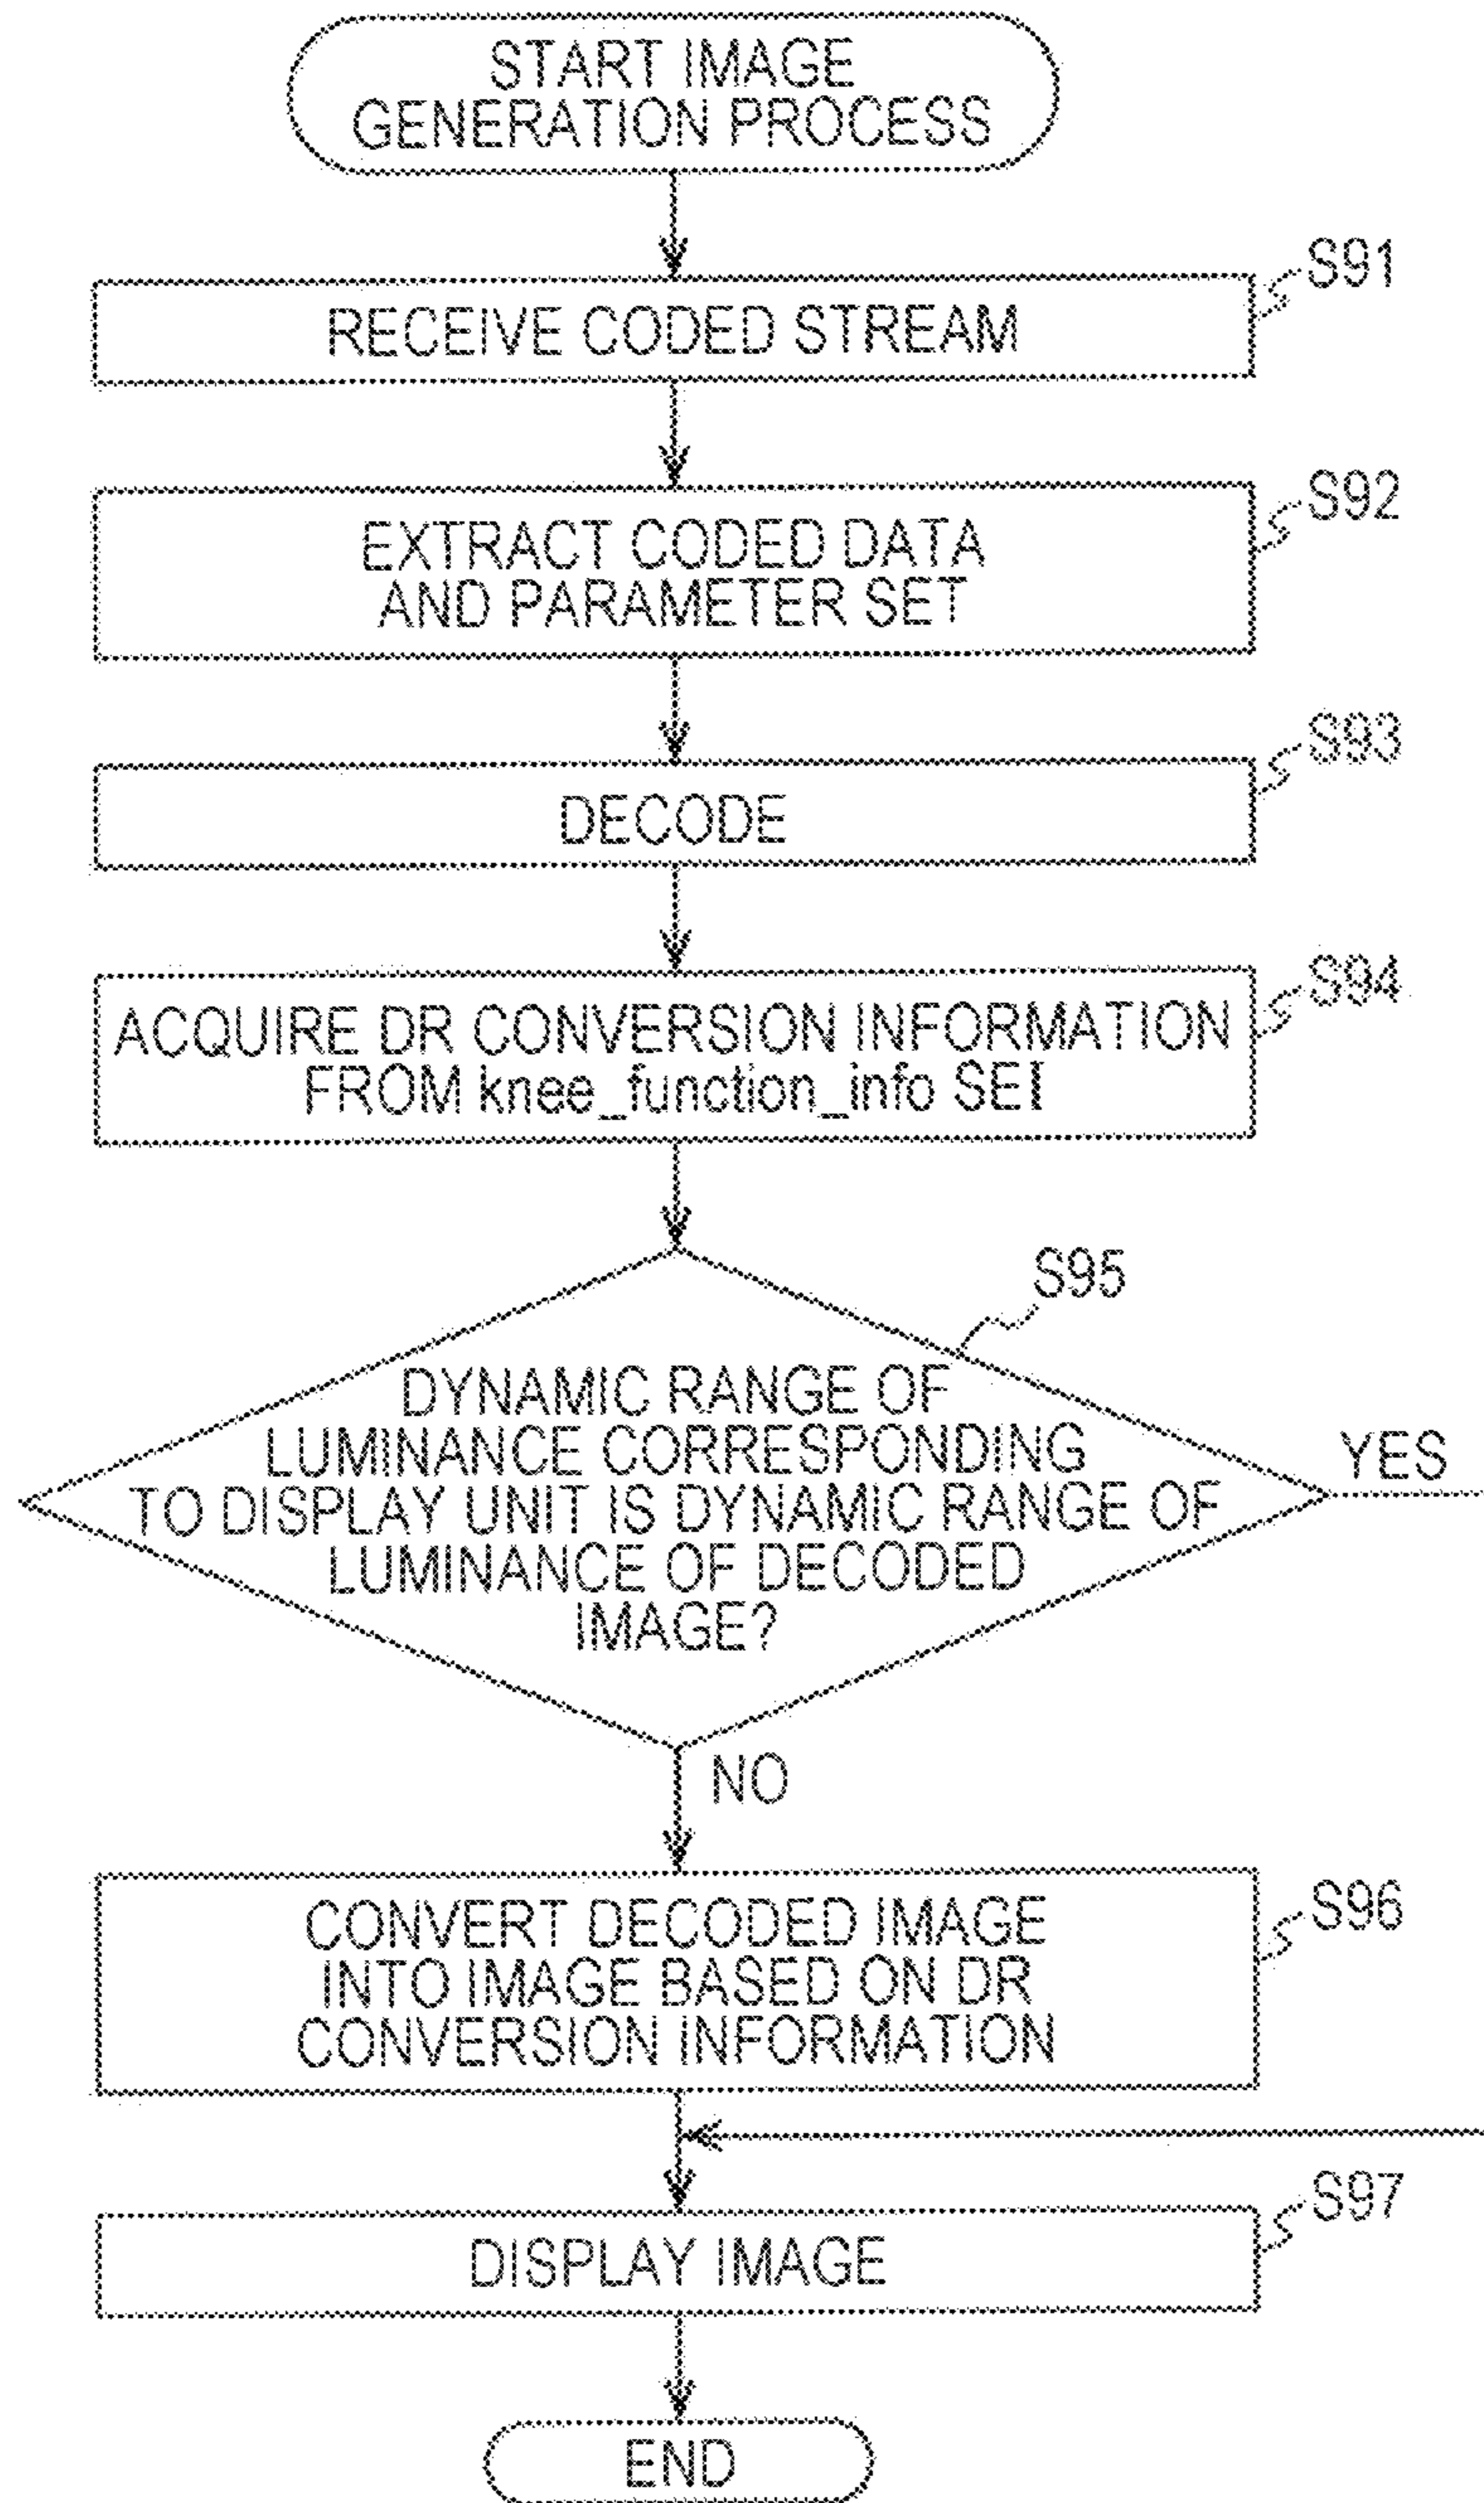 START IMAGE
GENERATION PROCESS
S91
RECEIVE CODED STREAM
S92
EXTRACT CODED DATA
AND PARAMETER SET
S93
DECODE
S94
ACQUIRE DR CONVERSION INFORMATION
FROM knee_function_info SEI
S95
DYNAMIC RANGE OF
LUMINANCE CORRESPONDING
TO DISPLAY UNIT IS DYNAMIC RANGE OF
LUMINANCE OF DECODED
IMAGE?
YES
NO
S96
CONVERT DECODED IMAGE
INTO IMAGE BASED ON DR
CONVERSION INFORMATION
S97
DISPLAY IMAGE
END